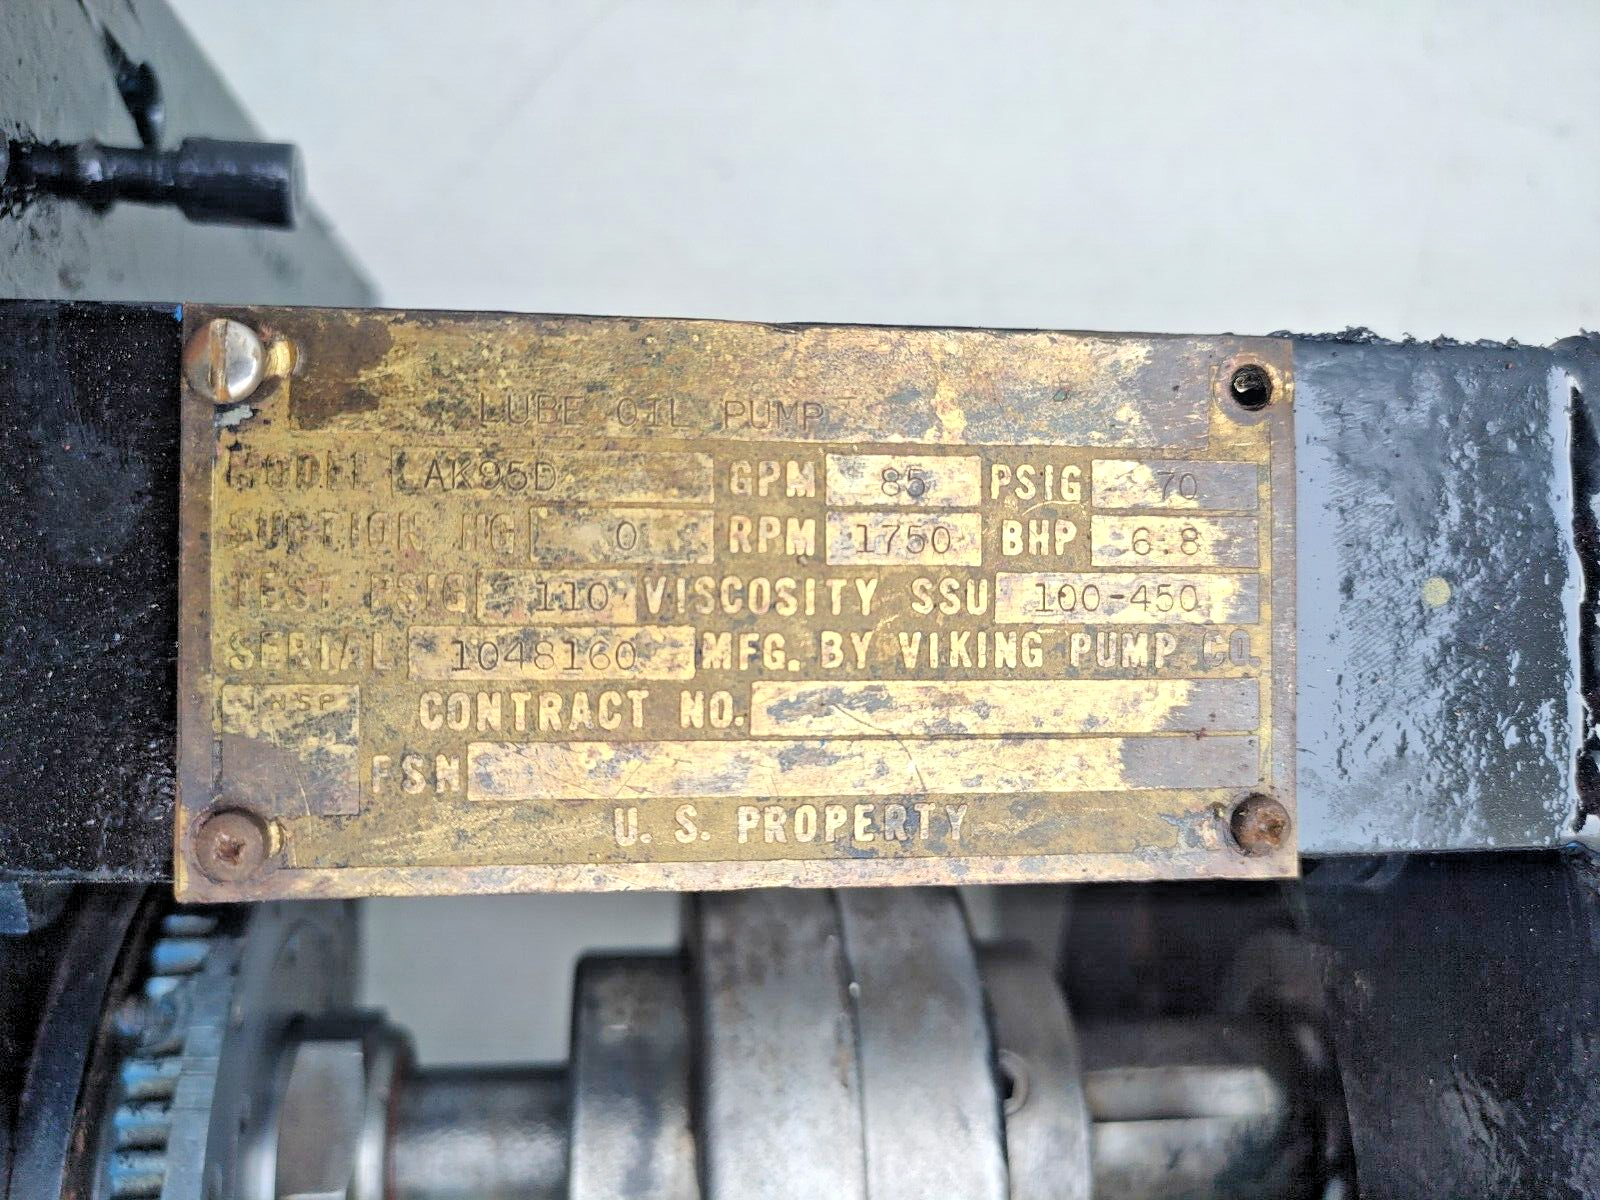 LUBE OIL PUMP
MODEL LAK95D GPM 85 PSIG 70
SUCTION HG 0 RPM 1750 BHP 6.8
TEST PSIG 110 VISCOSITY SSU 100-450
SERIAL 1048160 MFG. BY VIKING PUMP CO.
INSP CONTRACT NO.
FSN
U. S. PROPERTY